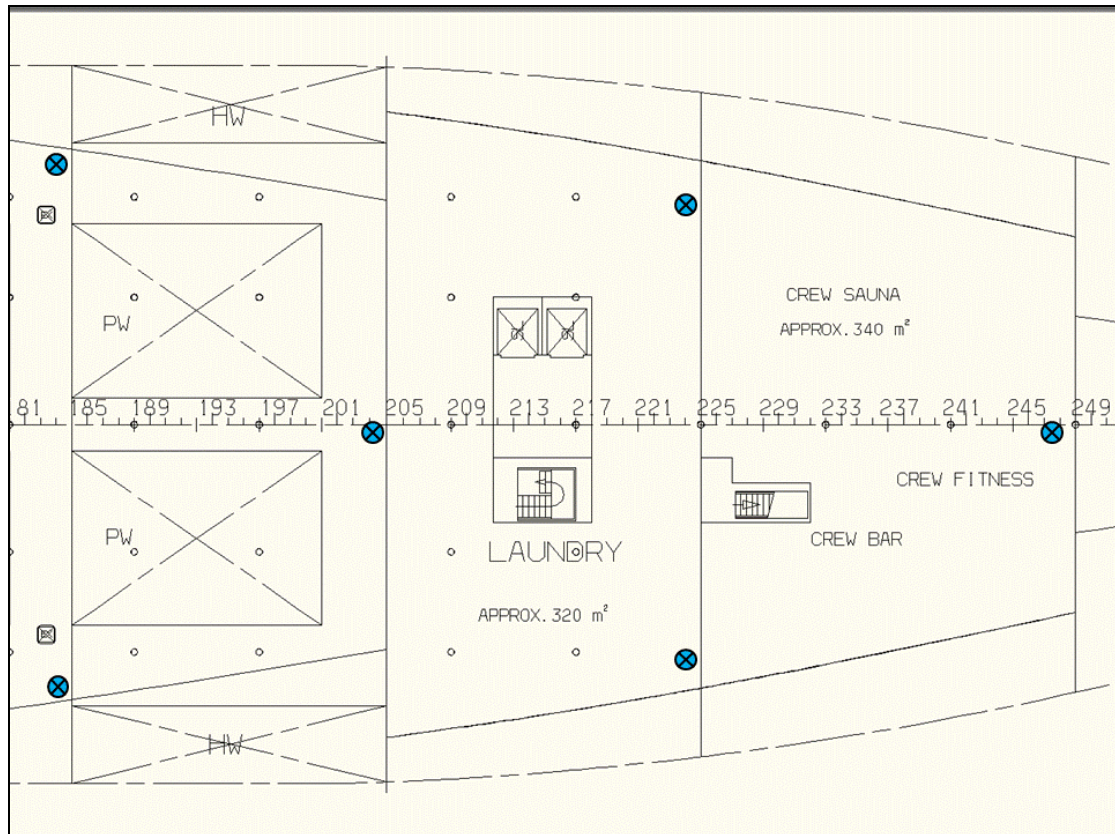 HW
CREW SAUNA
APPROX.340 m²
PW
81 185 189 193 197 201 205 209 213 217 221 225 229 233 237 241 245 249
CREW FITNESS
PW
CREW BAR
LAUNDRY
APPROX.320 m²
HW